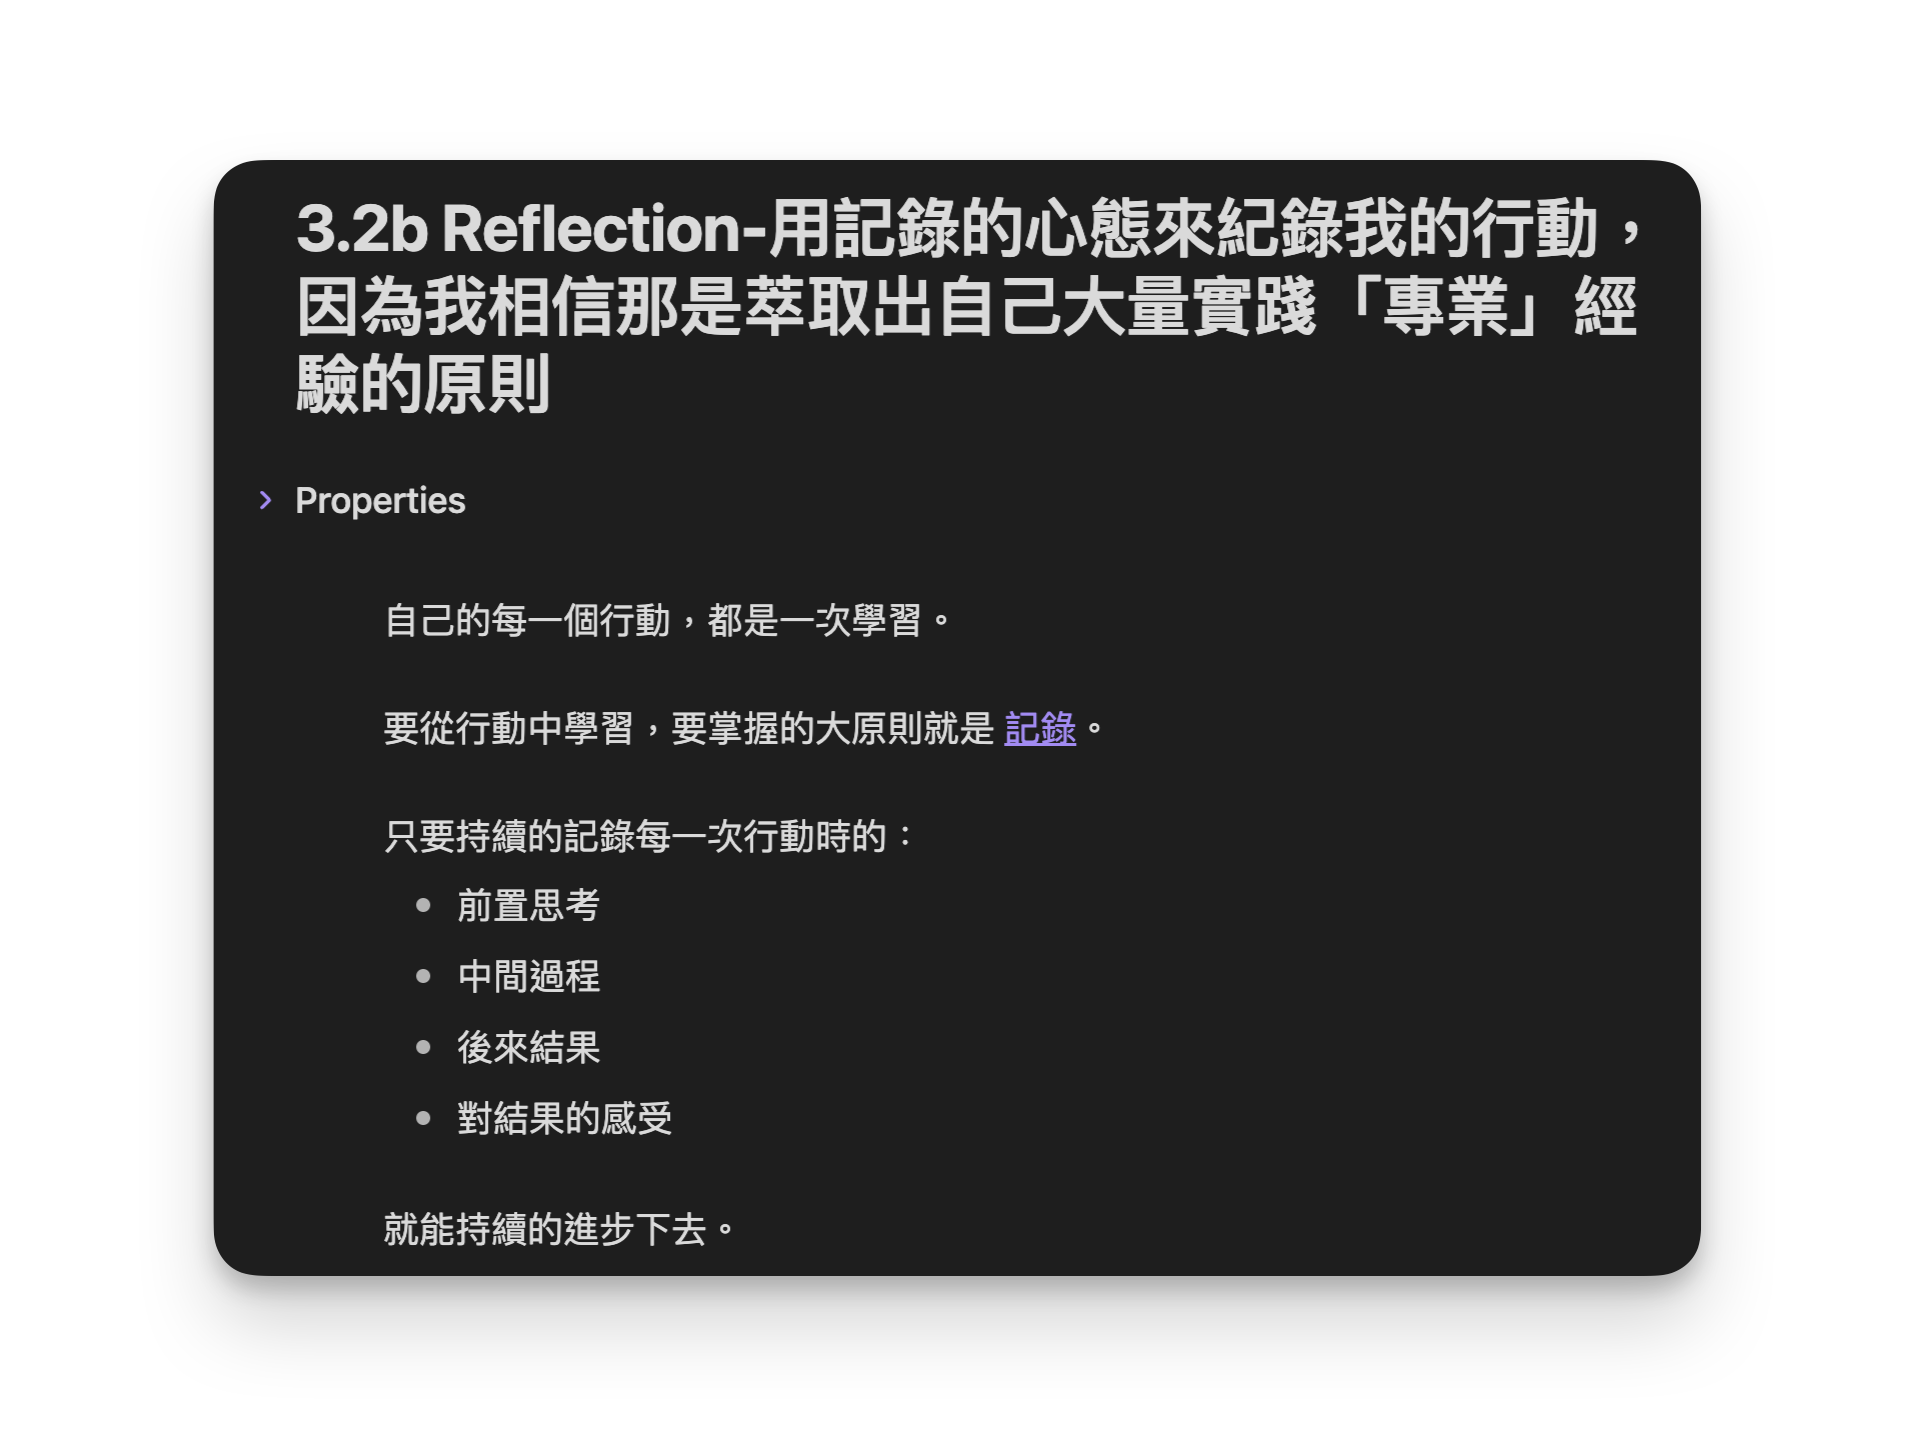 3.2b Reflection-用記錄的心態來紀錄我的行動，
因為我相信那是萃取出自己大量實踐「專業」經
驗的原則
Properties
自己的每一個行動，都是一次學習。
要從行動中學習，要掌握的大原則就是 記錄。
只要持續的記錄每一次行動時的：
前置思考
中間過程
後來結果
對結果的感受
就能持續的進步下去。